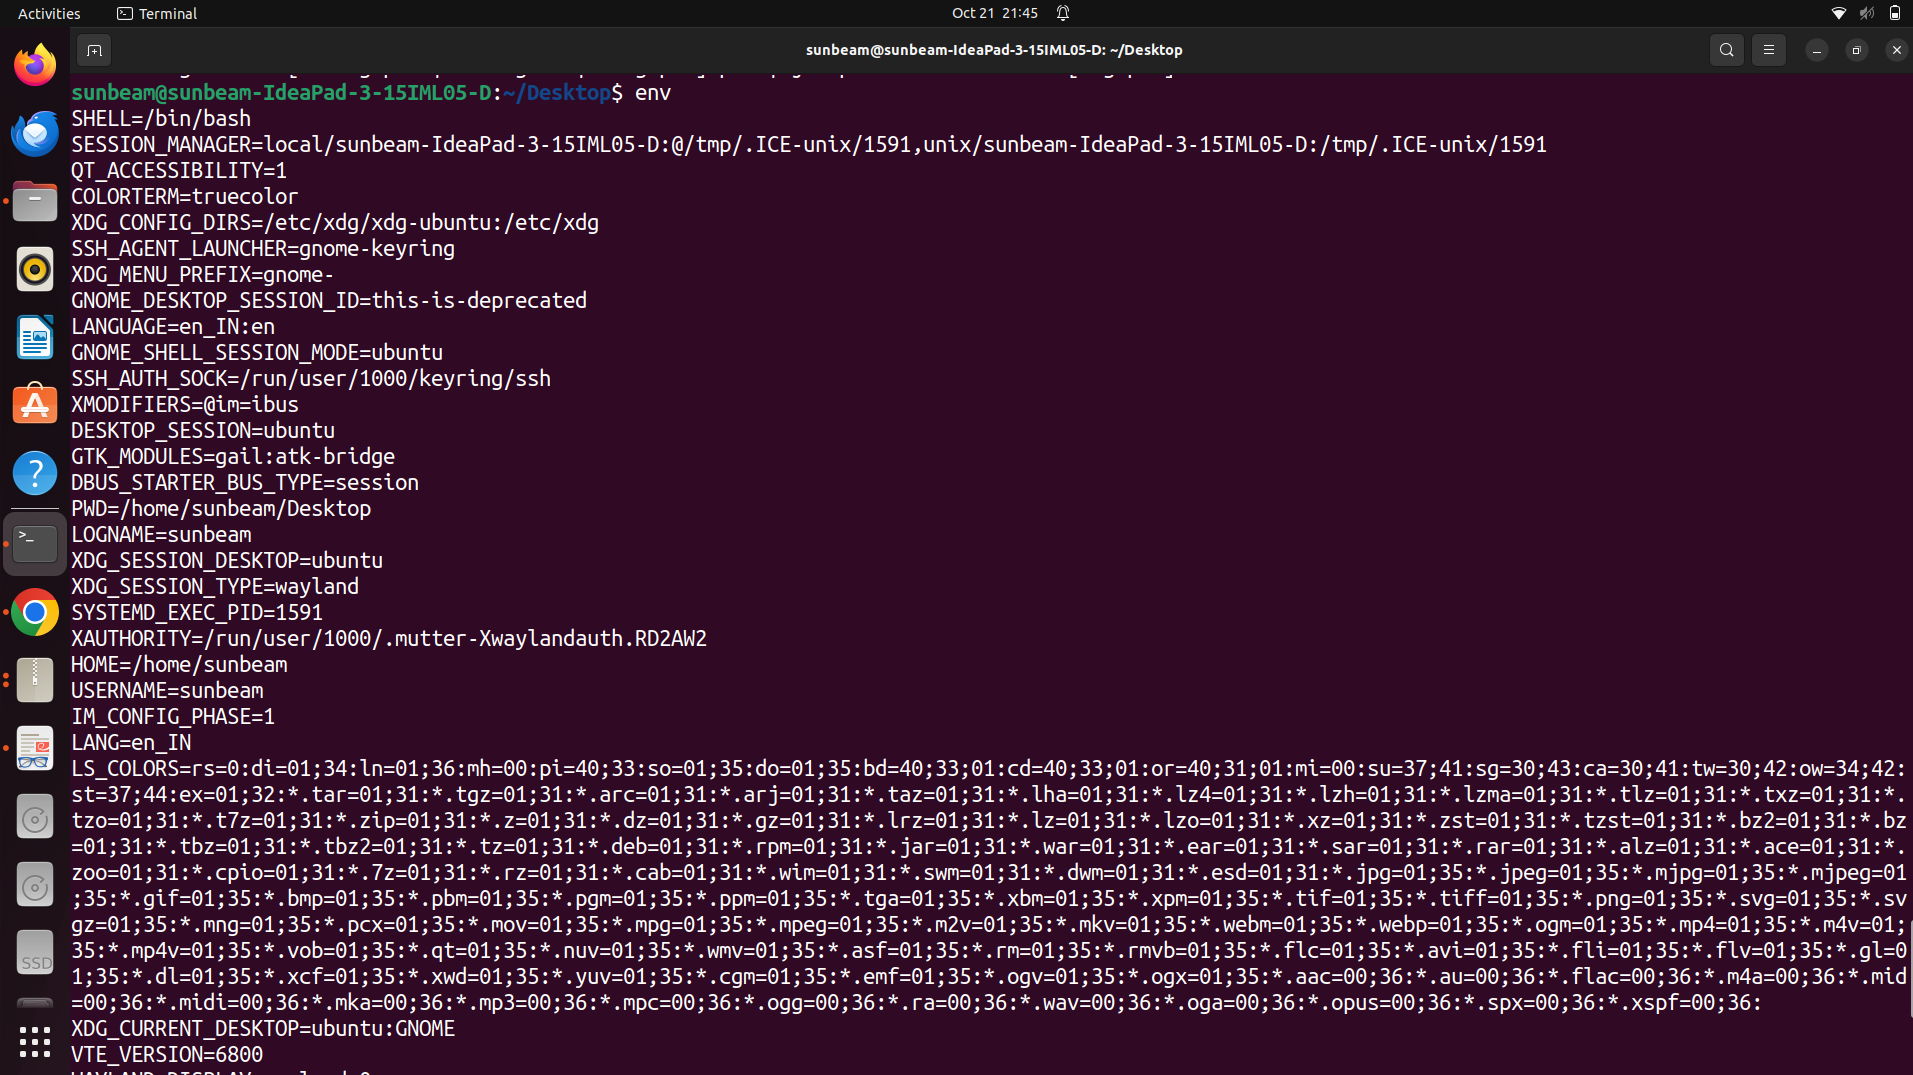 Activities
Terminal
Oct 21 21:45
sunbeam@sunbeam-IdeaPad-3-15IML05-D: ~/Desktop
sunbeam@sunbeam-IdeaPad-3-15IML05-D:~/Desktop$ env
SHELL=/bin/bash
SESSION_MANAGER=local/sunbeam-IdeaPad-3-15IML05-D:@/tmp/.ICE-unix/1591,unix/sunbeam-IdeaPad-3-15IML05-D:/tmp/.ICE-unix/1591
QT_ACCESSIBILITY=1
COLORTERM=truecolor
XDG_CONFIG_DIRS=/etc/xdg/xdg-ubuntu:/etc/xdg
SSH_AGENT_LAUNCHER=gnome-keyring
XDG_MENU_PREFIX=gnome-
GNOME_DESKTOP_SESSION_ID=this-is-deprecated
LANGUAGE=en_IN:en
GNOME_SHELL_SESSION_MODE=ubuntu
SSH_AUTH_SOCK=/run/user/1000/keyring/ssh
XMODIFIERS=@im=ibus
DESKTOP_SESSION=ubuntu
GTK_MODULES=gail:atk-bridge
DBUS_STARTER_BUS_TYPE=session
PWD=/home/sunbeam/Desktop
LOGNAME=sunbeam
XDG_SESSION_DESKTOP=ubuntu
XDG_SESSION_TYPE=wayland
SYSTEMD_EXEC_PID=1591
XAUTHORITY=/run/user/1000/.mutter-Xwaylandauth.RD2AW2
HOME=/home/sunbeam
USERNAME=sunbeam
IM_CONFIG_PHASE=1
LANG=en_IN
LS_COLORS=rs=0:di=01;34:ln=01;36:mh=00:pi=40;33:so=01;35:do=01;35:bd=40;33;01:cd=40;33;01:or=40;31;01:mi=00:su=37;41:sg=30;43:ca=30;41:tw=30;42:ow=34;42:
st=37;44:ex=01;32:*.tar=01;31:*.tgz=01;31:*.arc=01;31:*.arj=01;31:*.taz=01;31:*.lha=01;31:*.lz4=01;31:*.lzh=01;31:*.lzma=01;31:*.tlz=01;31:*.txz=01;31:*.
tzo=01;31:*.t7z=01;31:*.zip=01;31:*.z=01;31:*.dz=01;31:*.gz=01;31:*.lrz=01;31:*.lz=01;31:*.lzo=01;31:*.xz=01;31:*.zst=01;31:*.tzst=01;31:*.bz2=01;31:*.bz
=01;31:*.tbz=01;31:*.tbz2=01;31:*.tz=01;31:*.deb=01;31:*.rpm=01;31:*.jar=01;31:*.war=01;31:*.ear=01;31:*.sar=01;31:*.rar=01;31:*.alz=01;31:*.ace=01;31:*.
zoo=01;31:*.cpio=01;31:*.7z=01;31:*.rz=01;31:*.cab=01;31:*.wim=01;31:*.swm=01;31:*.dwm=01;31:*.esd=01;31:*.jpg=01;35:*.jpeg=01;35:*.mjpg=01;35:*.mjpeg=01
;35:*.gif=01;35:*.bmp=01;35:*.pbm=01;35:*.pgm=01;35:*.ppm=01;35:*.tga=01;35:*.xbm=01;35:*.xpm=01;35:*.tif=01;35:*.tiff=01;35:*.png=01;35:*.svg=01;35:*.sv
gz=01;35:*.mng=01;35:*.pcx=01;35:*.mov=01;35:*.mpg=01;35:*.mpeg=01;35:*.m2v=01;35:*.mkv=01;35:*.webm=01;35:*.webp=01;35:*.ogm=01;35:*.mp4=01;35:*.m4v=01;
35:*.mp4v=01;35:*.vob=01;35:*.qt=01;35:*.nuv=01;35:*.wmv=01;35:*.asf=01;35:*.rm=01;35:*.rmvb=01;35:*.flc=01;35:*.avi=01;35:*.fli=01;35:*.flv=01;35:*.gl=0
1;35:*.dl=01;35:*.xcf=01;35:*.xwd=01;35:*.yuv=01;35:*.cgm=01;35:*.emf=01;35:*.ogv=01;35:*.ogx=01;35:*.aac=00;36:*.au=00;36:*.flac=00;36:*.m4a=00;36:*.mid
=00;36:*.midi=00;36:*.mka=00;36:*.mp3=00;36:*.mpc=00;36:*.ogg=00;36:*.ra=00;36:*.wav=00;36:*.oga=00;36:*.opus=00;36:*.spx=00;36:*.xspf=00;36:
SSD
XDG_CURRENT_DESKTOP=ubuntu:GNOME
VTE_VERSION=6800